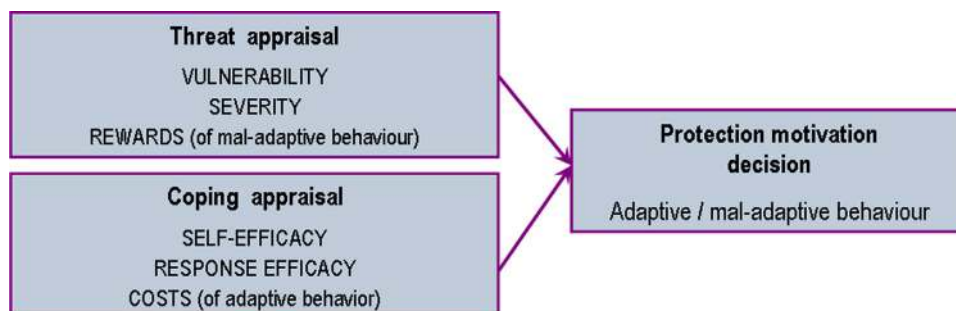 Threat appraisal
VULNERABILITY
SEVERITY
REWARDS (of mal-adaptive behaviour)
Coping appraisal
SELF-EFFICACY
RESPONSE EFFICACY
COSTS (of adaptive behavior)
Protection motivation
decision
Adaptive / mal-adaptive behaviour